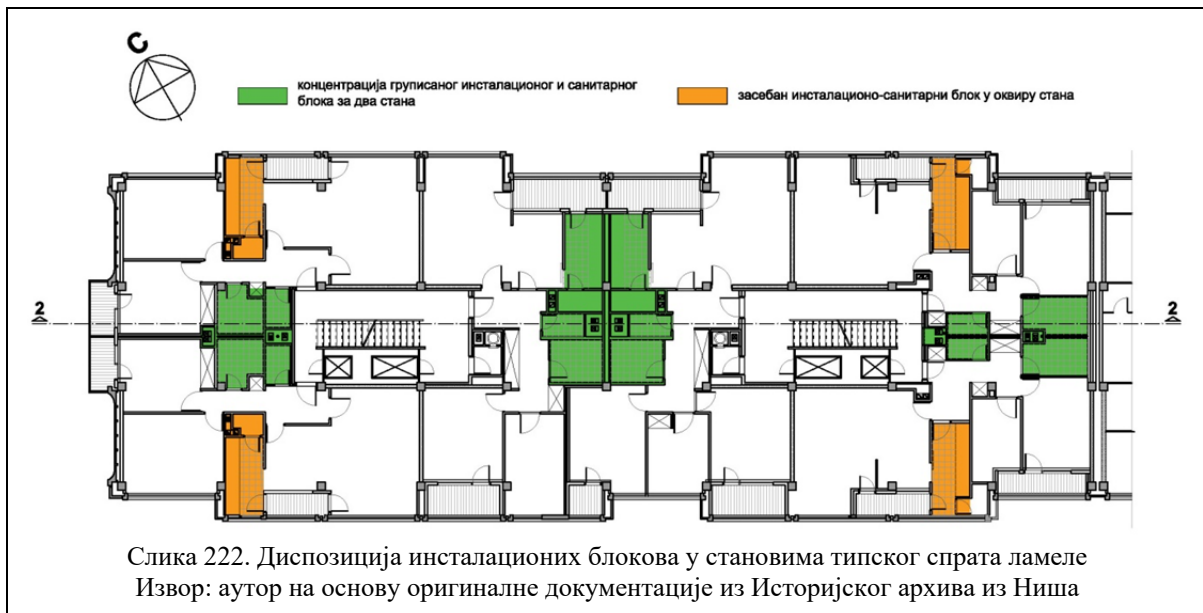 С
концентрација груписаног инсталационог и санитарног
блока за два стана
засебан инсталационо-санитарни блок у оквиру стана
2
2
Слика 222. Диспозиција инсталационих блокова у становима типског спрата ламеле
Извор: аутор на основу оригиналне документације из Историјског архива из Ниша